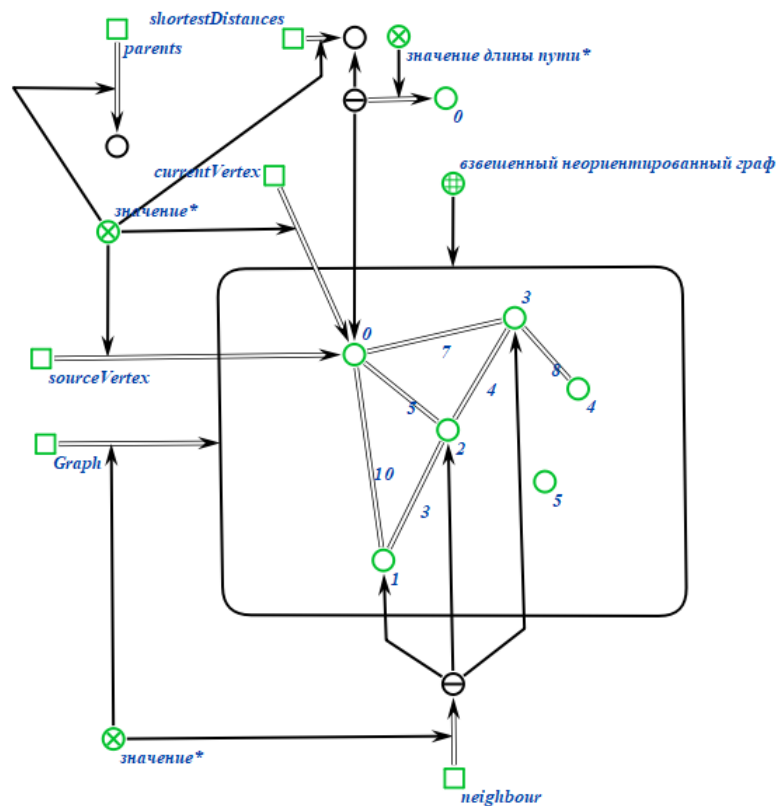 shortestDistances
parents
значение длины пути*
0
currentVertex
взвешенный неориентированный граф
значение*
3
0
7
8
sourceVertex
4
4
5
2
Graph
10
5
3
1
значение*
neighbour